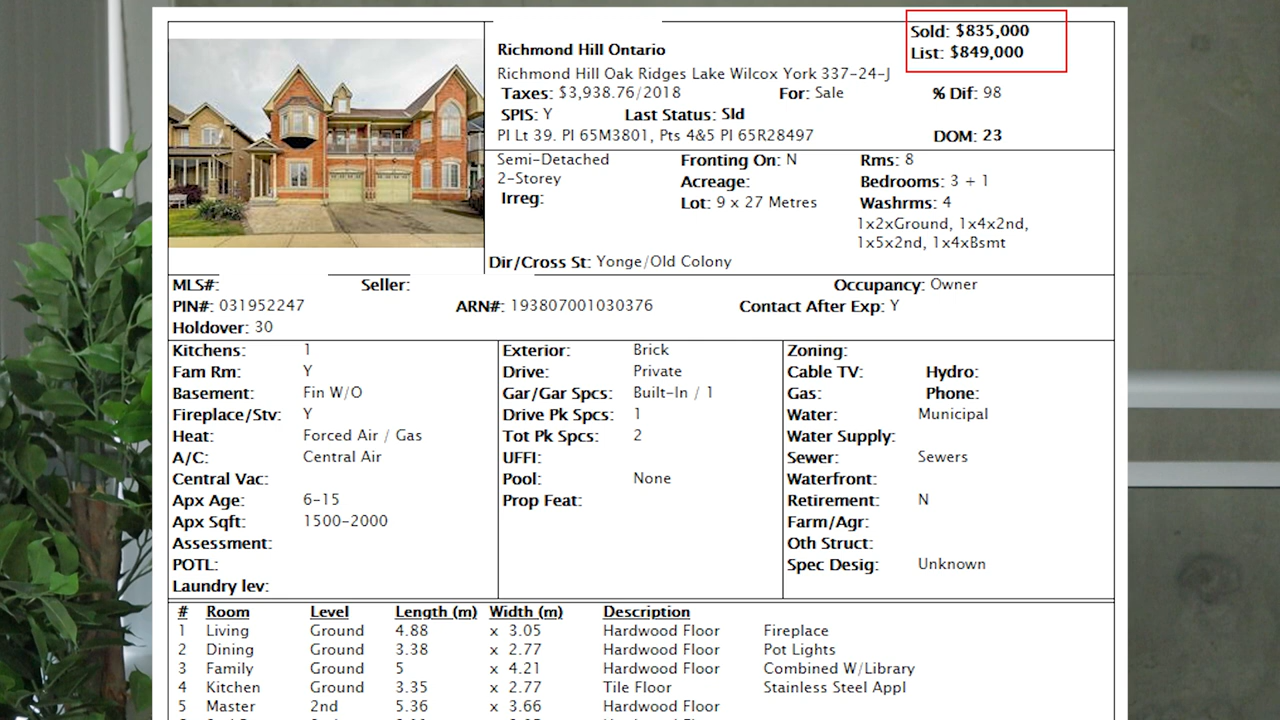 Sold: $835,000
Richmond Hill Ontario
List: $849,000
Richmond Hill Oak Ridges Lake Wilcox York 337-24-J
Taxes: $3,938.76/2018 For: Sale % Dif: 98
SPIS: Y Last Status: Sld
Pl Lt 39. Pl 65M3801, Pts 4&5 Pl 65R28497 DOM: 23
Semi-Detached Fronting On: N Rms: 8
2-Storey Acreage: Bedrooms: 3 + 1
Irreg: Lot: 9 x 27 Metres Washrms: 4
1x2xGround, 1x4x2nd,
1x5x2nd, 1x4xBsmt
Dir/Cross St: Yonge/Old Colony
MLS#: Seller: Occupancy: Owner
PIN#: 031952247 ARN#: 193807001030376 Contact After Exp: Y
Holdover: 30
Kitchens: 1 Exterior: Brick Zoning:
Fam Rm: Y Drive: Private Cable TV: Hydro:
Basement: Fin W/O Gar/Gar Spcs: Built-In / 1 Gas: Phone:
Fireplace/Stv: Y Drive Pk Spcs: 1 Water: Municipal
Heat: Forced Air / Gas Tot Pk Spcs: 2 Water Supply:
A/C: Central Air UFFI: Sewer: Sewers
Central Vac: Pool: None Waterfront:
Apx Age: 6-15 Prop Feat: Retirement: N
Apx Sqft: 1500-2000 Farm/Agr:
Assessment: Oth Struct:
POTL: Spec Desig: Unknown
Laundry lev:
# Room Level Length (m) Width (m) Description
1 Living Ground 4.88 x 3.05 Hardwood Floor Fireplace
2 Dining Ground 3.38 x 2.77 Hardwood Floor Pot Lights
3 Family Ground 5 x 4.21 Hardwood Floor Combined W/Library
4 Kitchen Ground 3.35 x 2.77 Tile Floor Stainless Steel Appl
5 Master 2nd 5.36 x 3.66 Hardwood Floor